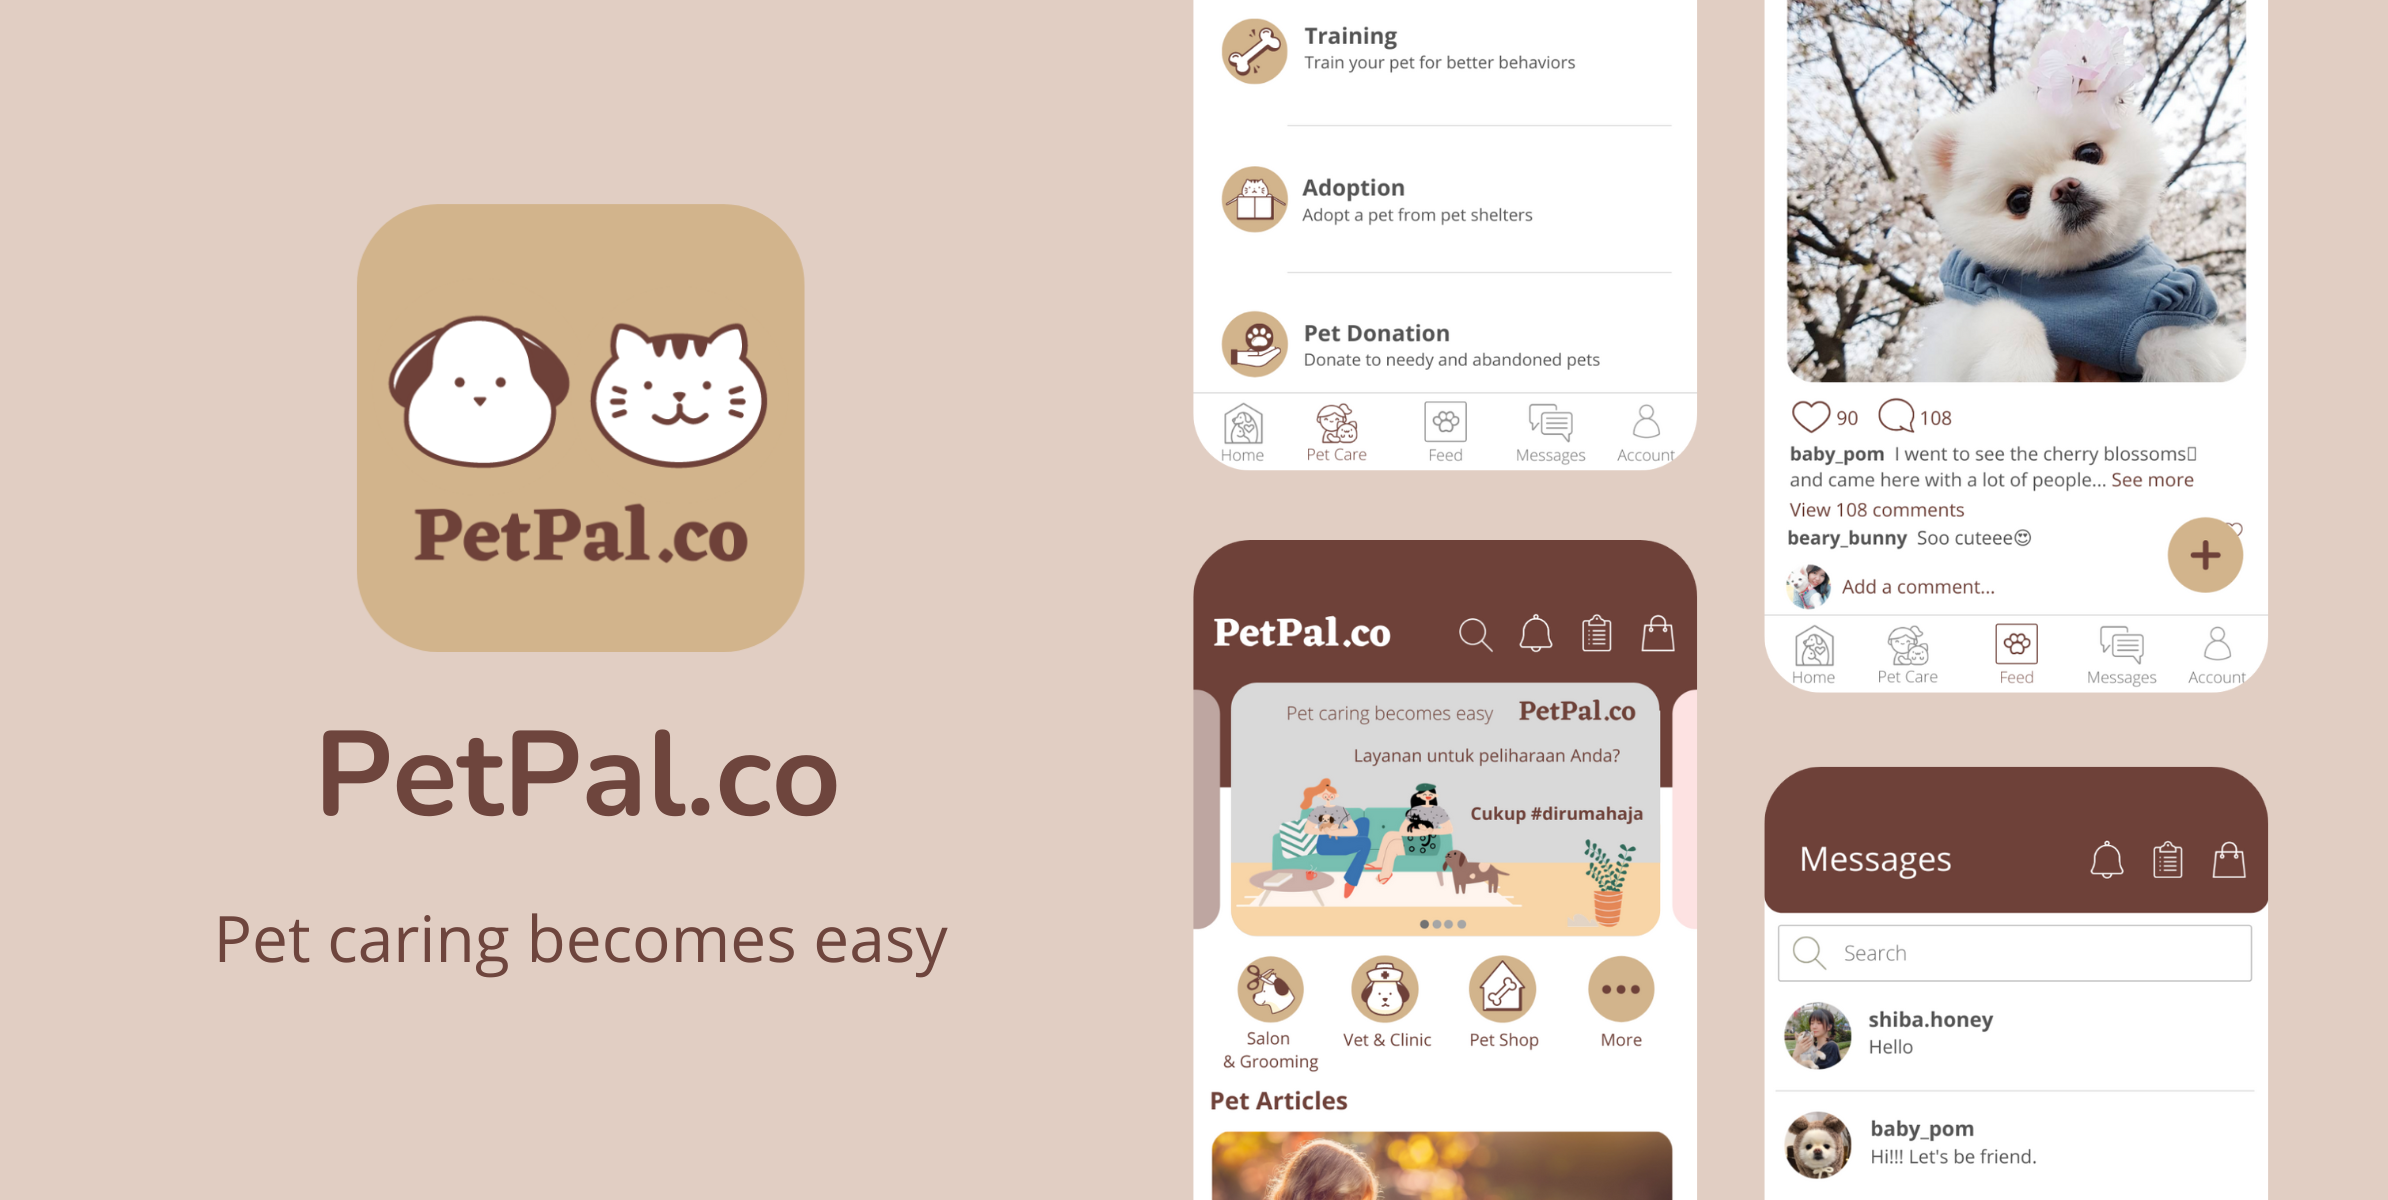 PetPal.co
PetPal.co
Pet caring becomes easy
Training
Train your pet for better behaviors
Adoption
Adopt a pet from pet shelters
Pet Donation
Donate to needy and abandoned pets
Home
Pet Care
Feed
Messages
Account
PetPal.co
Pet caring becomes easy
PetPal.co
Layanan untuk peliharaan Anda?
Cukup #dirumahaja
Salon
& Grooming
Vet & Clinic
Pet Shop
More
Pet Articles
90
108
baby_pom I went to see the cherry blossoms
and came here with a lot of people... See more
View 108 comments
beary_bunny Soo cuteee😍
Add a comment...
Home
Pet Care
Feed
Messages
Account
Messages
Search
shiba.honey
Hello
baby_pom
Hi!!! Let's be friend.